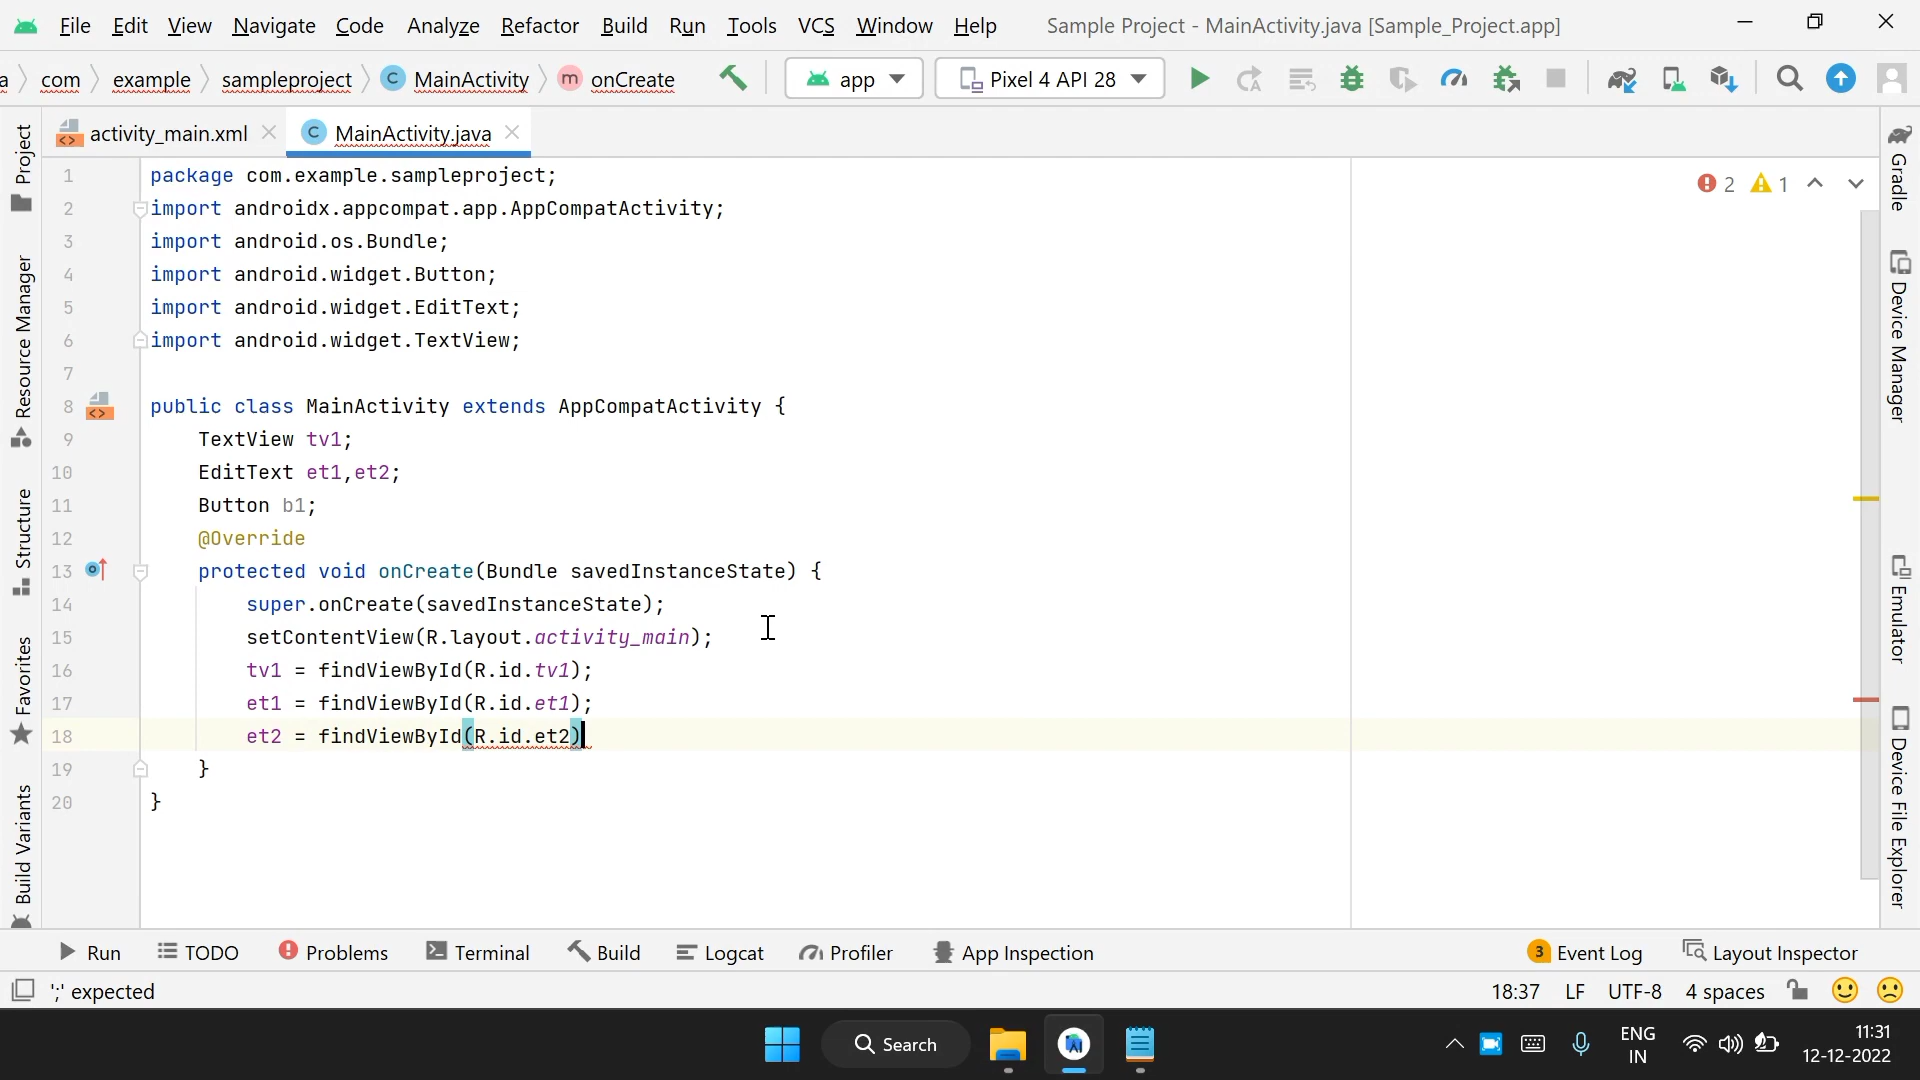 File Edit View Navigate Code Analyze Refactor Build Run Tools VCS Window Help Sample Project - MainActivity.java [Sample_Project.app]
a com example sampleproject C MainActivity m onCreate app Pixel 4 API 28
activity_main.xml C MainActivity.java
2 1
1 package com.example.sampleproject;
2 import androidx.appcompat.app.AppCompatActivity;
3 import android.os.Bundle;
4 import android.widget.Button;
5 import android.widget.EditText;
6 import android.widget.TextView;
7
8 public class MainActivity extends AppCompatActivity {
9 TextView tv1;
10 EditText et1,et2;
11 Button b1;
12 @Override
13 protected void onCreate(Bundle savedInstanceState) {
14 super.onCreate(savedInstanceState);
15 setContentView(R.layout.activity_main);
16 tv1 = findViewById(R.id.tv1);
17 et1 = findViewById(R.id.et1);
18 et2 = findViewById(R.id.et2)
19 }
20 }
Project
Resource Manager
Structure
Favorites
Build Variants
Gradle
Device Manager
Emulator
Device File Explorer
Run TODO Problems Terminal Build Logcat Profiler App Inspection 3 Event Log Layout Inspector
';' expected 18:37 LF UTF-8 4 spaces
Search ENG 11:31
IN 12-12-2022